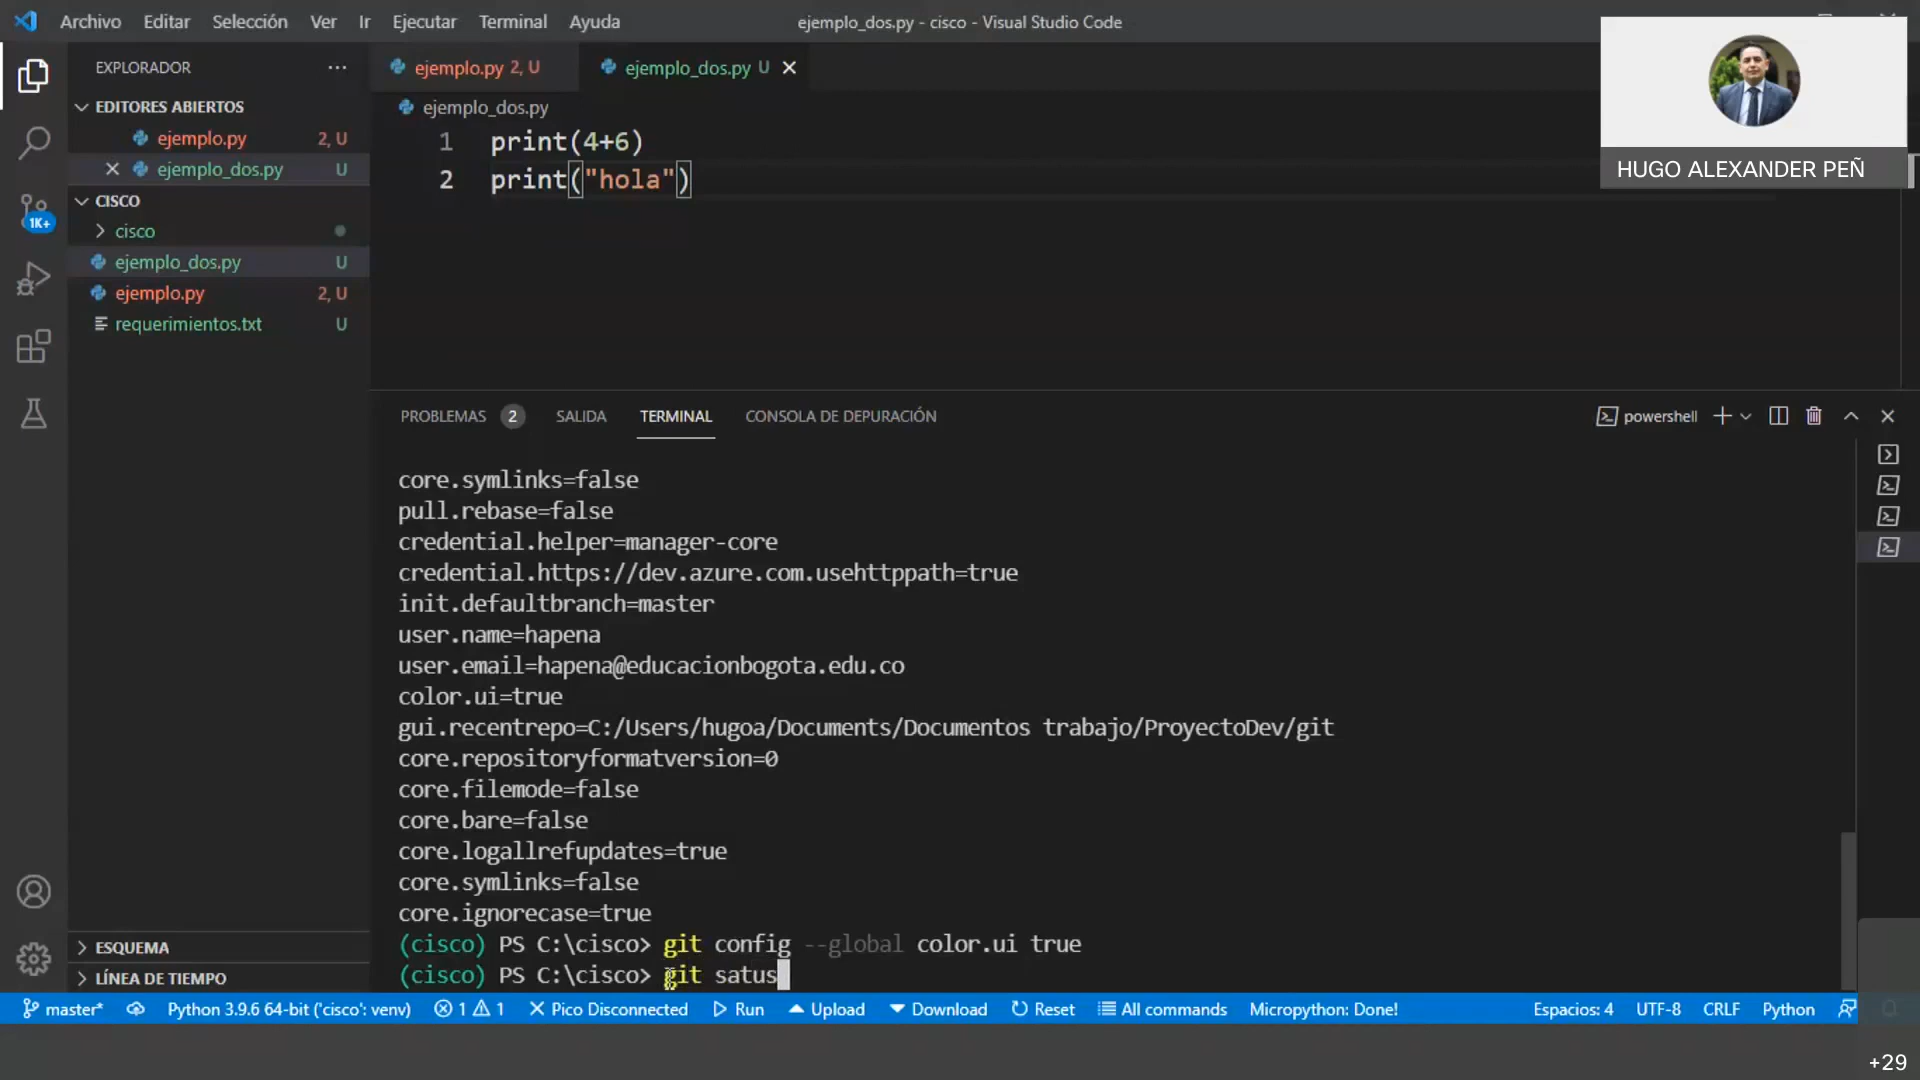 Archivo Editar Selección Ver Ir Ejecutar Terminal Ayuda ejemplo_dos.py - cisco - Visual Studio Code
EXPLORADOR ···
EDITORES ABIERTOS
ejemplo.py 2, U
ejemplo_dos.py U
CISCO
cisco
ejemplo_dos.py U
ejemplo.py 2, U
requerimientos.txt U
1K+
ESQUEMA
LÍNEA DE TIEMPO
ejemplo.py 2, U ejemplo_dos.py U
ejemplo_dos.py
1 print(4+6)
2 print("hola")
HUGO ALEXANDER PEÑ
PROBLEMAS 2 SALIDA TERMINAL CONSOLA DE DEPURACIÓN powershell
core.symlinks=false
pull.rebase=false
credential.helper=manager-core
credential.https://dev.azure.com.usehttppath=true
init.defaultbranch=master
user.name=hapena
user.email=hapena@educacionbogota.edu.co
color.ui=true
gui.recentrepo=C:/Users/hugoa/Documents/Documentos trabajo/ProyectoDev/git
core.repositoryformatversion=0
core.filemode=false
core.bare=false
core.logallrefupdates=true
core.symlinks=false
core.ignorecase=true
(cisco) PS C:\cisco> git config --global color.ui true
(cisco) PS C:\cisco> git satus
master* Python 3.9.6 64-bit ('cisco': venv) 1 1 Pico Disconnected Run Upload Download Reset All commands Micropython: Done! Espacios: 4 UTF-8 CRLF Python
+29